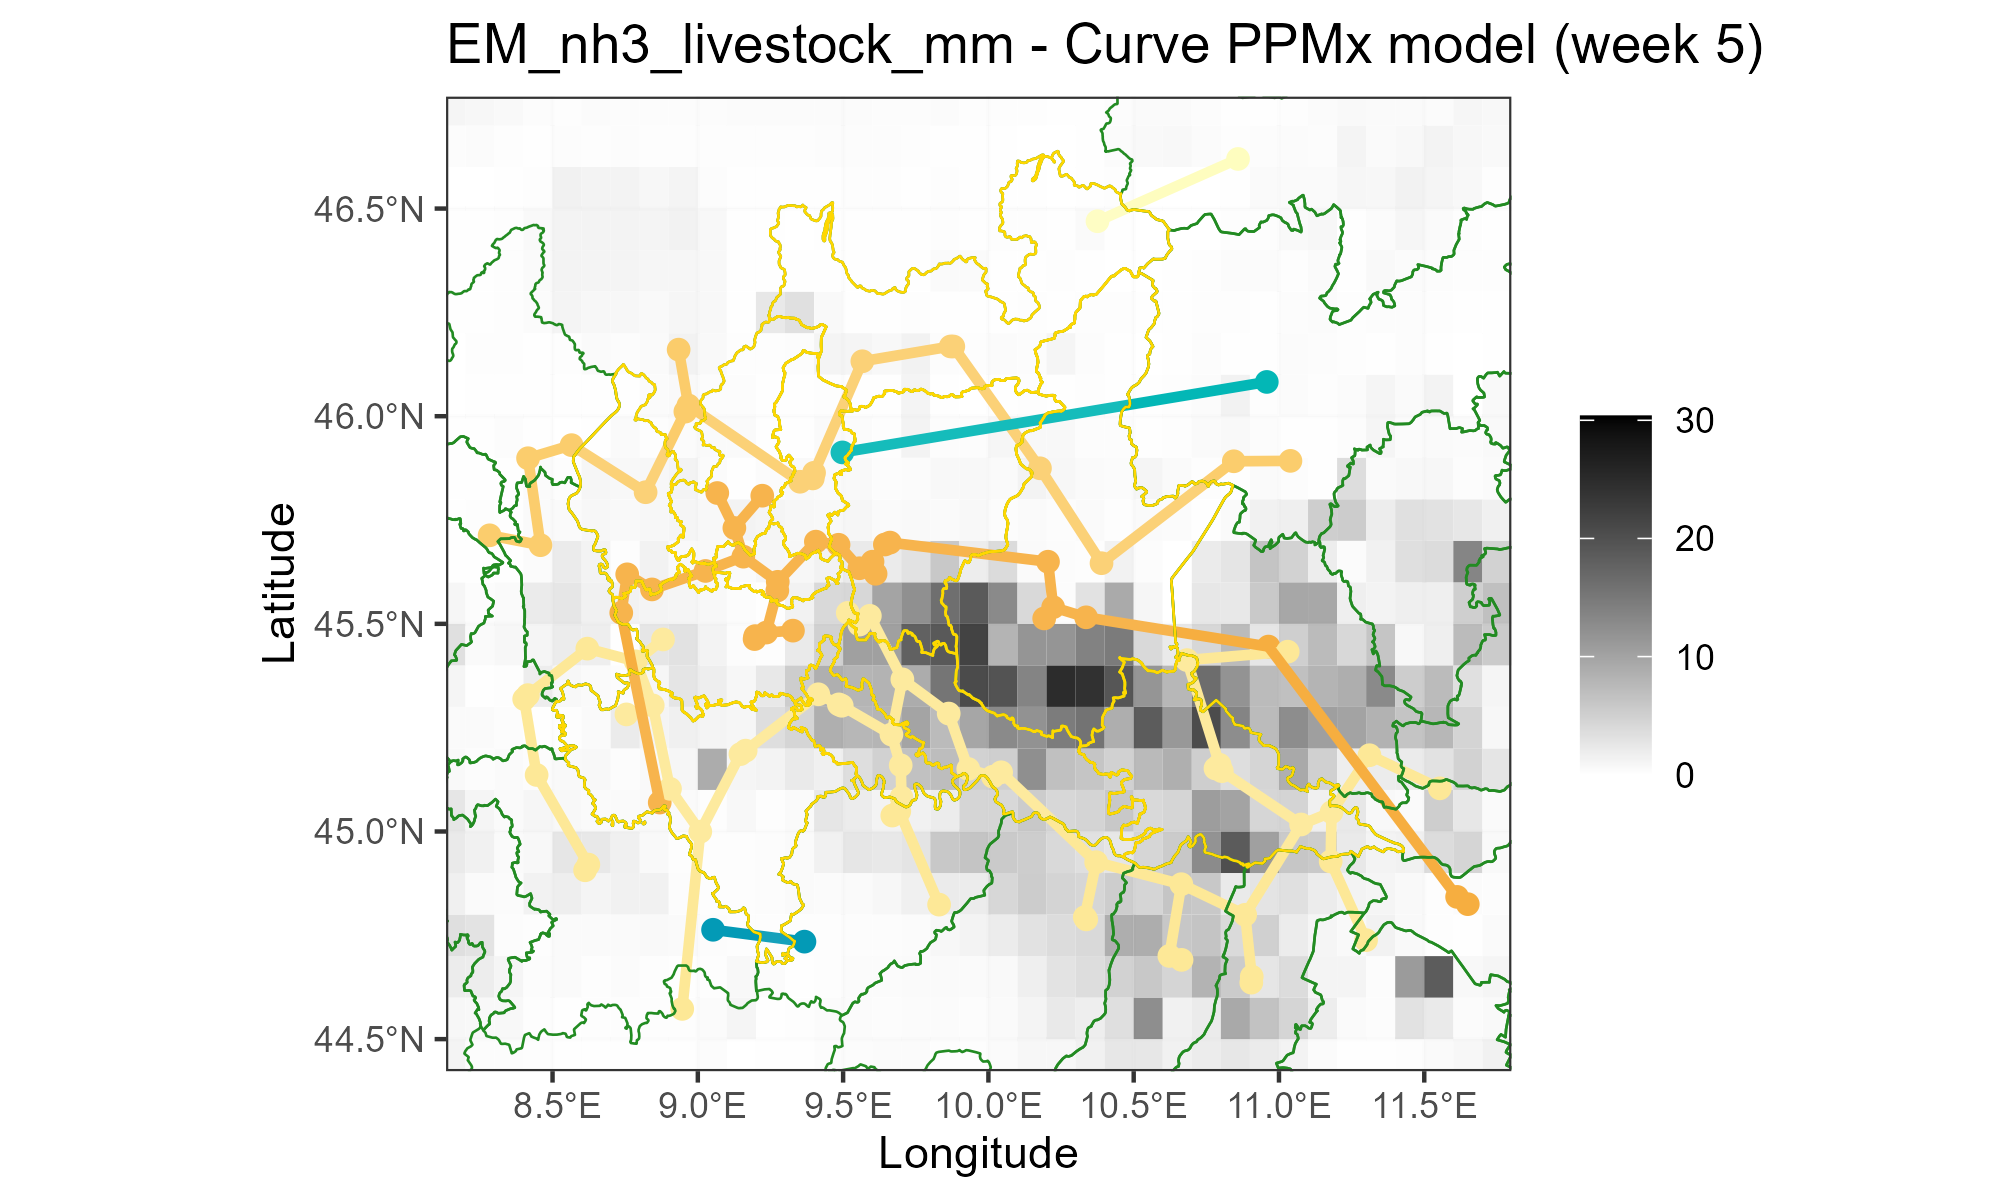 EM_nh3_livestock_mm - Curve PPMx model (week 5)
46.5°N
46.0°N
45.5°N
45.0°N
44.5°N
Latitude
8.5°E 9.0°E 9.5°E 10.0°E 10.5°E 11.0°E 11.5°E
Longitude
30
20
10
0